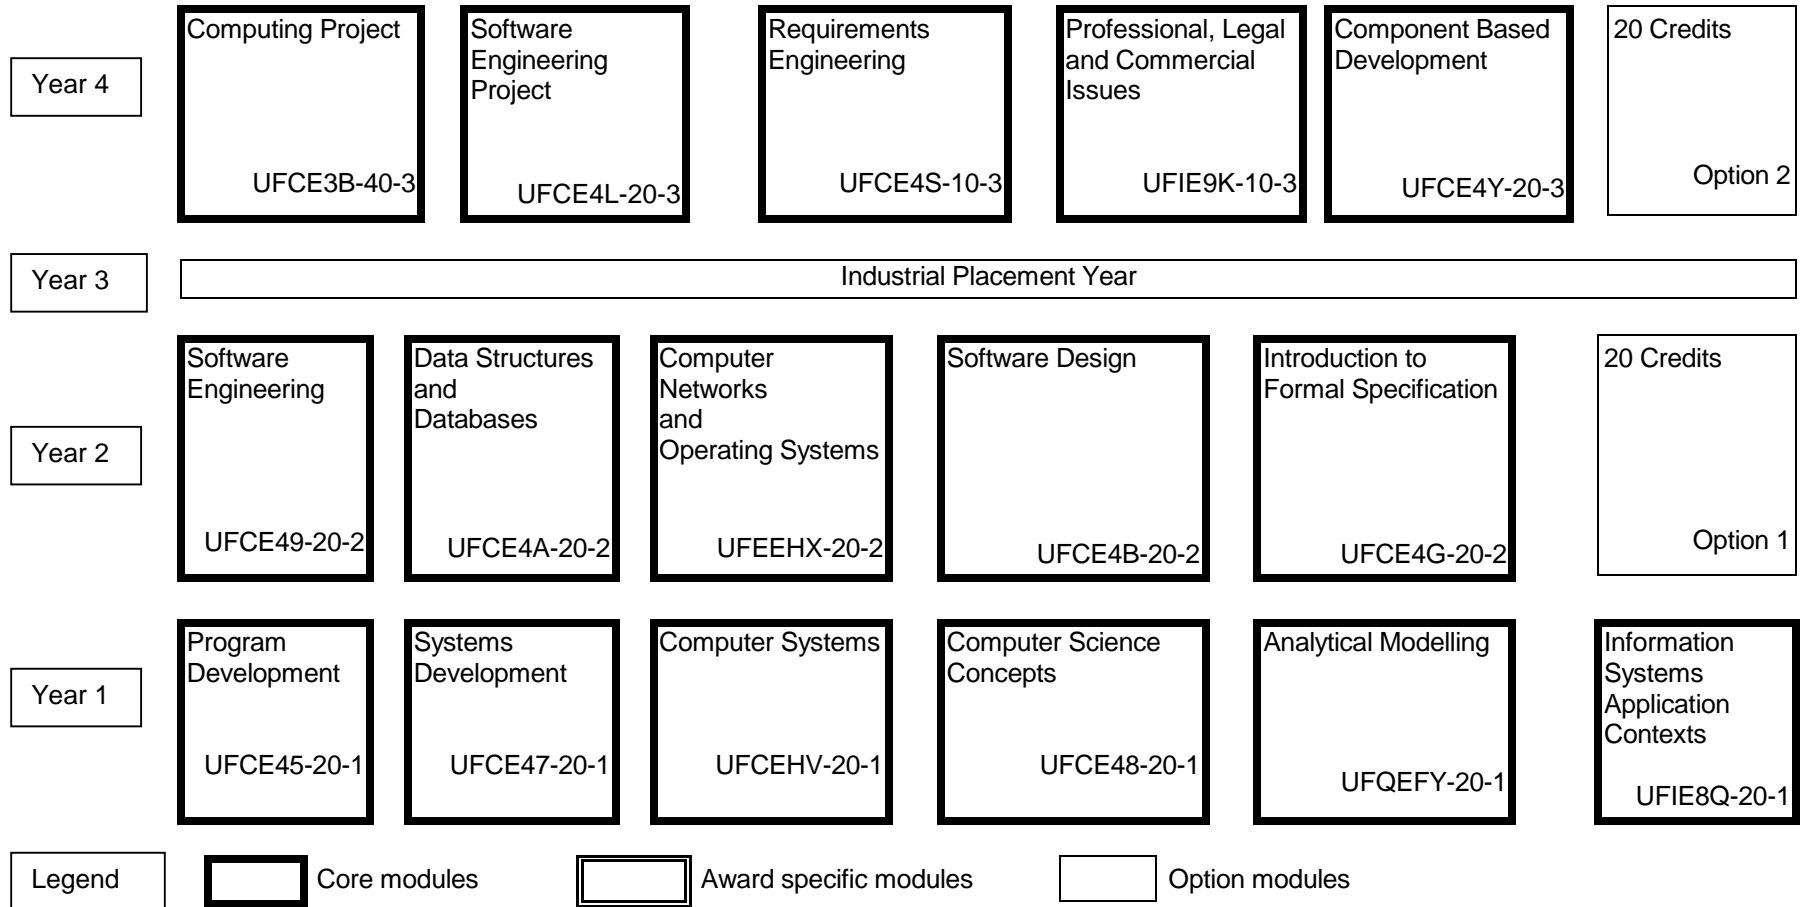 Year 4
Computing Project
UFCE3B-40-3
Software
Engineering
Project
UFCE4L-20-3
Requirements
Engineering
UFCE4S-10-3
Professional, Legal
and Commercial
Issues
UFIE9K-10-3
Component Based
Development
UFCE4Y-20-3
20 Credits
Option 2
Year 3
Industrial Placement Year
Year 2
Software
Engineering
UFCE49-20-2
Data Structures
and
Databases
UFCE4A-20-2
Computer
Networks
and
Operating Systems
UFEEHX-20-2
Software Design
UFCE4B-20-2
Introduction to
Formal Specification
UFCE4G-20-2
20 Credits
Option 1
Year 1
Program
Development
UFCE45-20-1
Systems
Development
UFCE47-20-1
Computer Systems
UFCEHV-20-1
Computer Science
Concepts
UFCE48-20-1
Analytical Modelling
UFQEFY-20-1
Information
Systems
Application
Contexts
UFIE8Q-20-1
Legend
Core modules
Award specific modules
Option modules